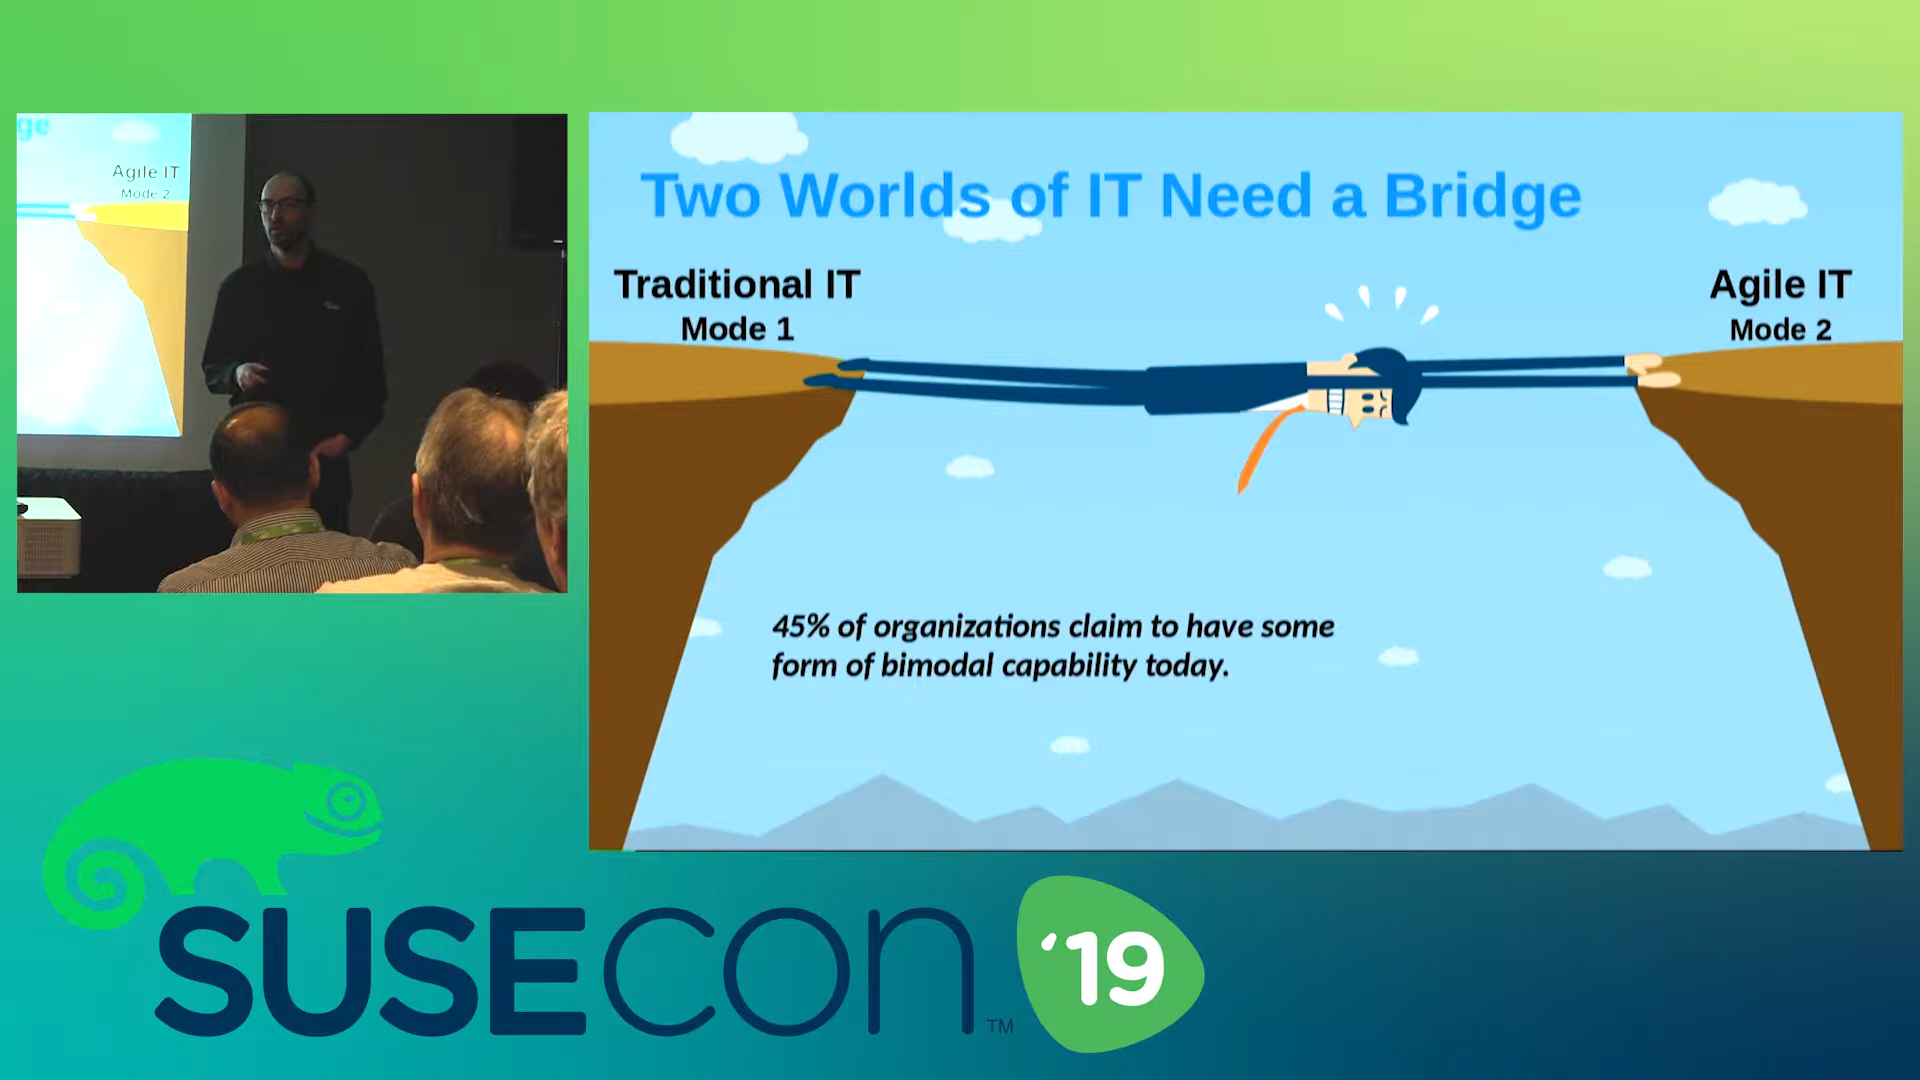 ge
Agile IT
Mode 2
Two Worlds of IT Need a Bridge
Traditional IT
Mode 1
Agile IT
Mode 2
45% of organizations claim to have some
form of bimodal capability today.
SUSECON ™ '19